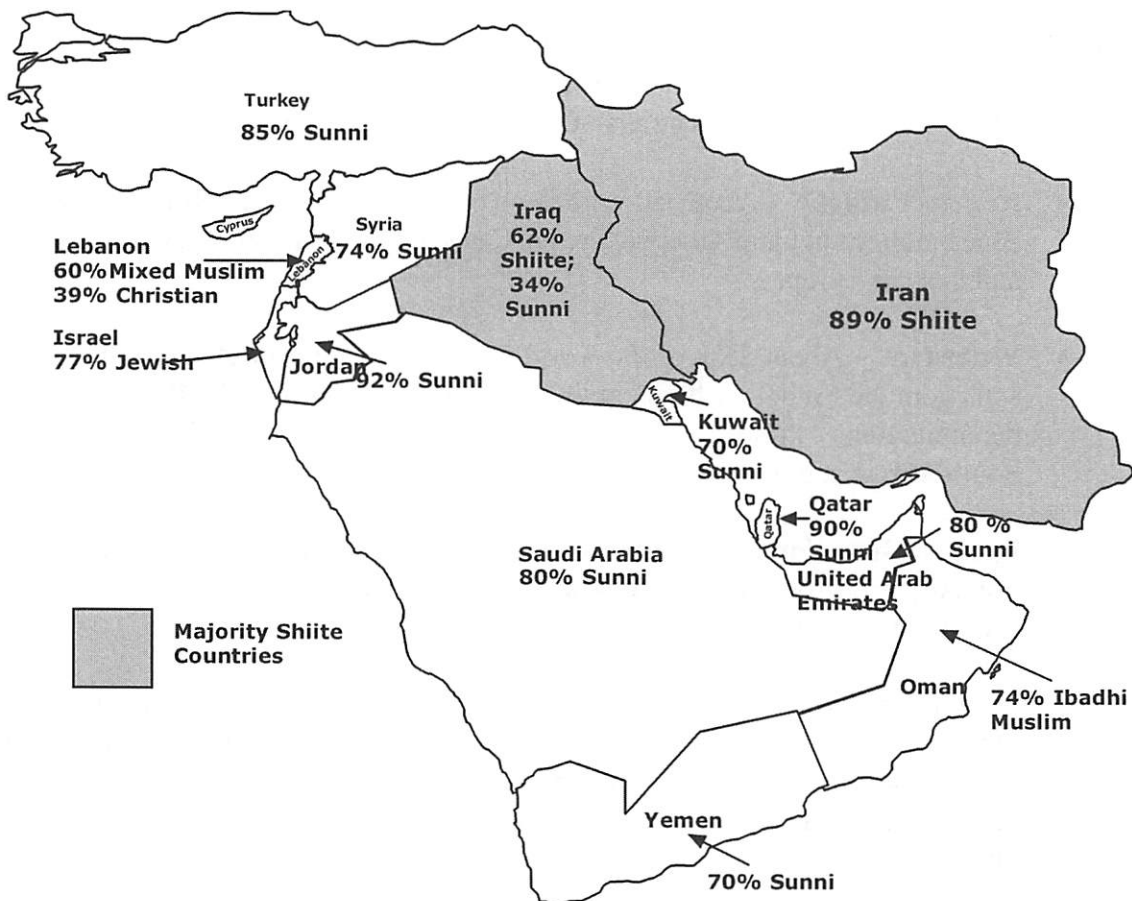 Turkey
85% Sunni
Cyprus
Syria
74% Sunni
Lebanon
Lebanon
60%Mixed Muslim
39% Christian
Iraq
62%
Shiite;
34%
Sunni
Iran
89% Shiite
Israel
77% Jewish
Jordan
92% Sunni
Kuwait
Kuwait
70%
Sunni
Qatar
Qatar
90%
Sunni
80 %
Sunni
United Arab
Emirates
Saudi Arabia
80% Sunni
Majority Shiite
Countries
Oman
74% Ibadhi
Muslim
Yemen
70% Sunni